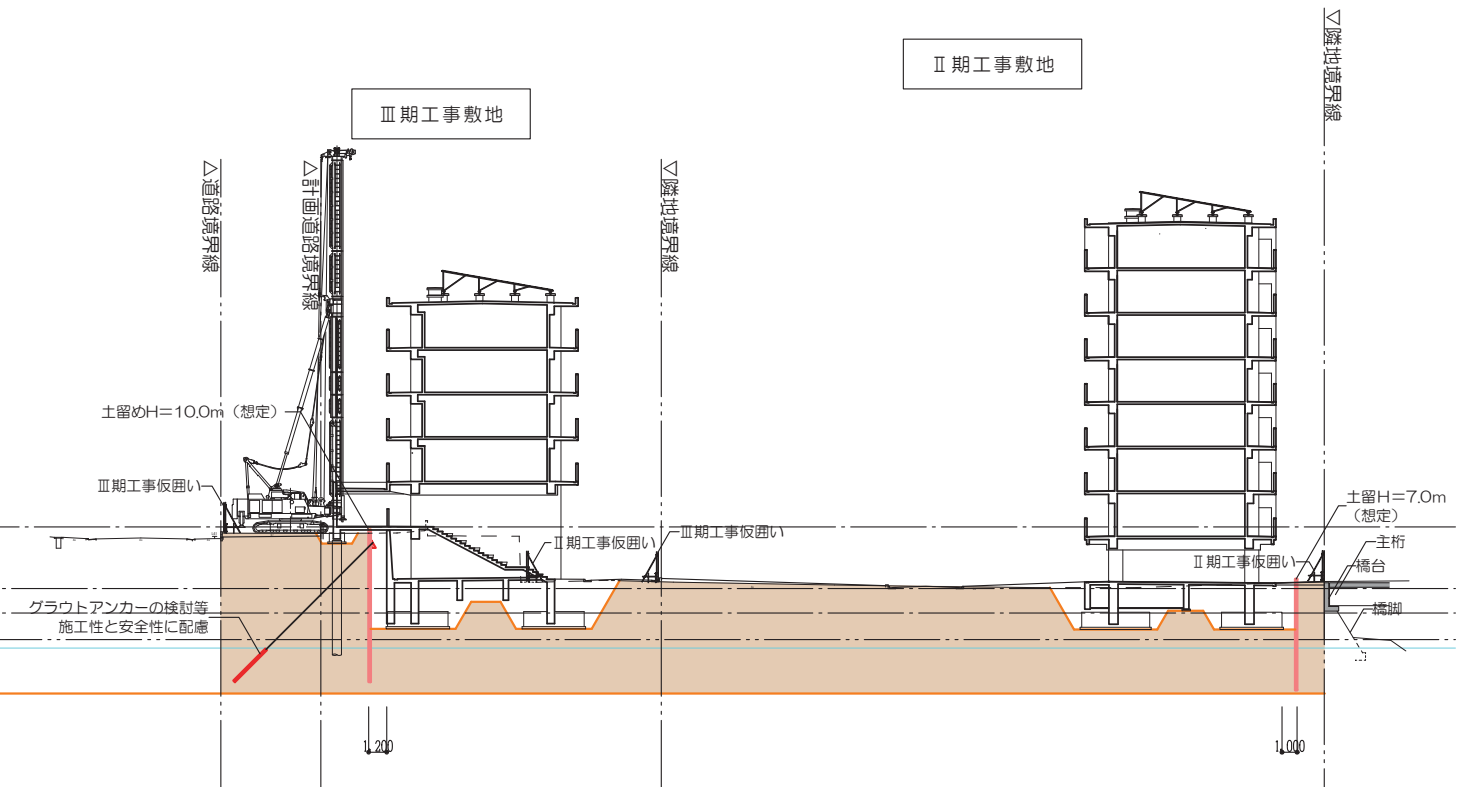 Ⅱ期工事敷地
Ⅲ期工事敷地
▽隣地境界線
△道路境界線
△計画道路境界線
▽隣地境界線
土留めH=10.0m（想定）
Ⅲ期工事仮囲い
Ⅱ期工事仮囲い
Ⅲ期工事仮囲い
土留H=7.0m
（想定）
主桁
Ⅱ期工事仮囲い
橋台
橋脚
グラウトアンカーの検討等
施工性と安全性に配慮
1,200
1,000